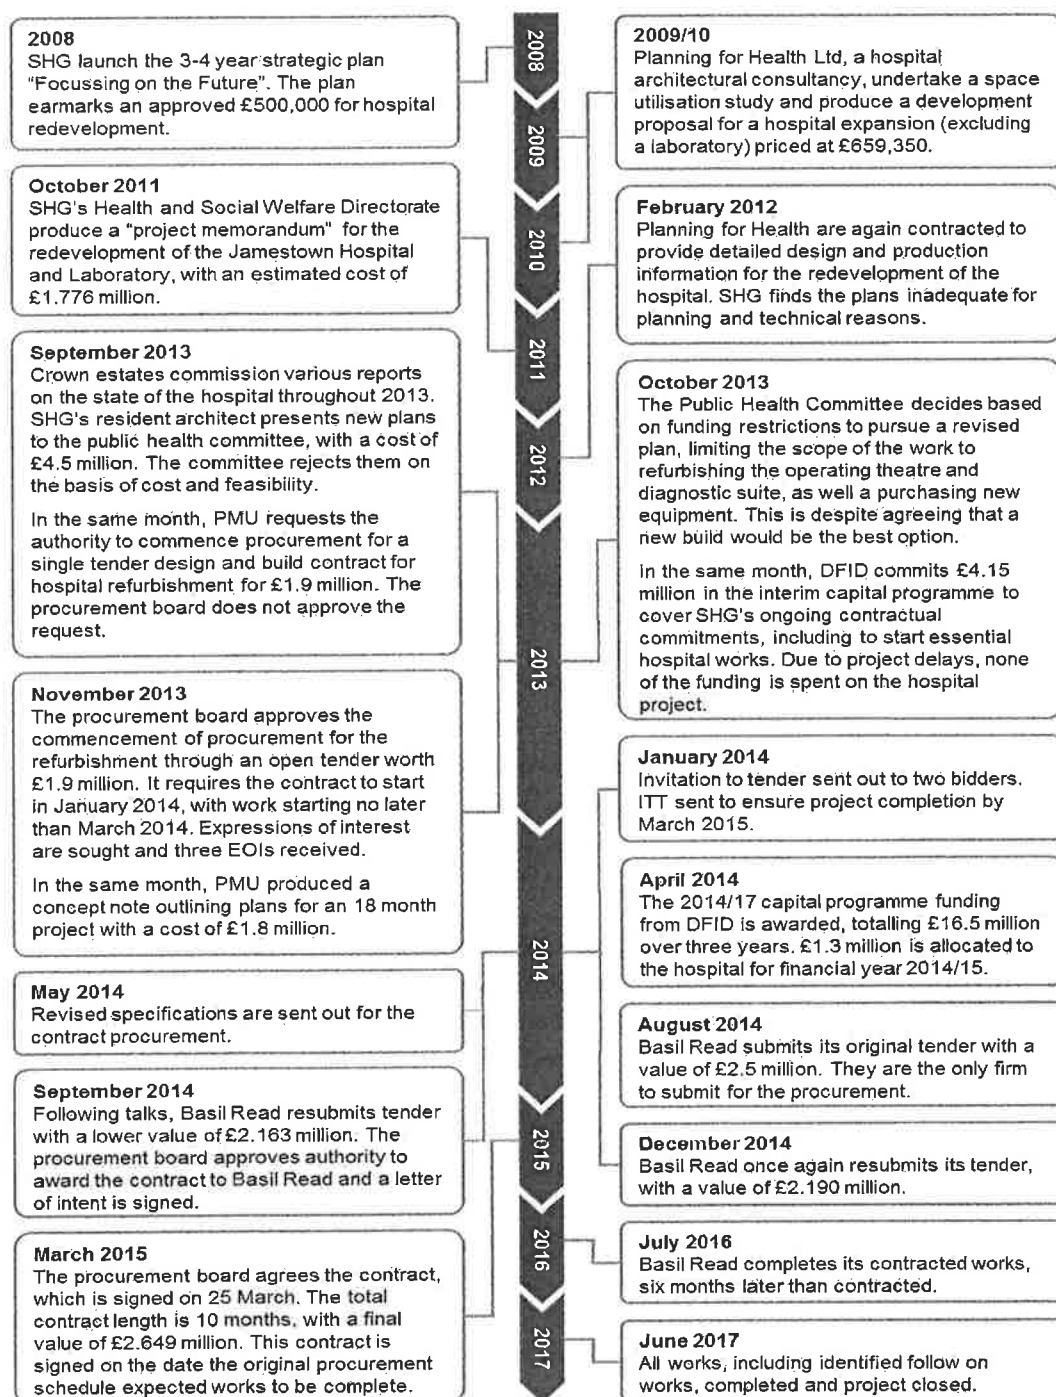 2008
SHG launch the 3-4 year strategic plan
"Focussing on the Future". The plan
earmarks an approved £500,000 for hospital
redevelopment.
2009/10
Planning for Health Ltd, a hospital
architectural consultancy, undertake a space
utilisation study and produce a development
proposal for a hospital expansion (excluding
a laboratory) priced at £659,350.
October 2011
SHG's Health and Social Welfare Directorate
produce a "project memorandum" for the
redevelopment of the Jamestown Hospital
and Laboratory, with an estimated cost of
£1.776 million.
February 2012
Planning for Health are again contracted to
provide detailed design and production
information for the redevelopment of the
hospital. SHG finds the plans inadequate for
planning and technical reasons.
September 2013
Crown estates commission various reports
on the state of the hospital throughout 2013.
SHG's resident architect presents new plans
to the public health committee, with a cost of
£4.5 million. The committee rejects them on
the basis of cost and feasibility.
In the same month, PMU requests the
authority to commence procurement for a
single tender design and build contract for
hospital refurbishment for £1.9 million. The
procurement board does not approve the
request.
October 2013
The Public Health Committee decides based
on funding restrictions to pursue a revised
plan, limiting the scope of the work to
refurbishing the operating theatre and
diagnostic suite, as well a purchasing new
equipment. This is despite agreeing that a
new build would be the best option.
In the same month, DFID commits £4.15
million in the interim capital programme to
cover SHG's ongoing contractual
commitments, including to start essential
hospital works. Due to project delays, none
of the funding is spent on the hospital
project.
November 2013
The procurement board approves the
commencement of procurement for the
refurbishment through an open tender worth
£1.9 million. It requires the contract to start
in January 2014, with work starting no later
than March 2014. Expressions of interest
are sought and three EOIs received.
In the same month, PMU produced a
concept note outlining plans for an 18 month
project with a cost of £1.8 million.
January 2014
Invitation to tender sent out to two bidders.
ITT sent to ensure project completion by
March 2015.
April 2014
The 2014/17 capital programme funding
from DFID is awarded, totalling £16.5 million
over three years. £1.3 million is allocated to
the hospital for financial year 2014/15.
May 2014
Revised specifications are sent out for the
contract procurement.
August 2014
Basil Read submits its original tender with a
value of £2.5 million. They are the only firm
to submit for the procurement.
September 2014
Following talks, Basil Read resubmits tender
with a lower value of £2.163 million. The
procurement board approves authority to
award the contract to Basil Read and a letter
of intent is signed.
December 2014
Basil Read once again resubmits its tender,
with a value of £2.190 million.
March 2015
The procurement board agrees the contract,
which is signed on 25 March. The total
contract length is 10 months, with a final
value of £2.649 million. This contract is
signed on the date the original procurement
schedule expected works to be complete.
July 2016
Basil Read completes its contracted works,
six months later than contracted.
June 2017
All works, including identified follow on
works, completed and project closed.
2008
2009
2010
2011
2012
2013
2014
2015
2016
2017